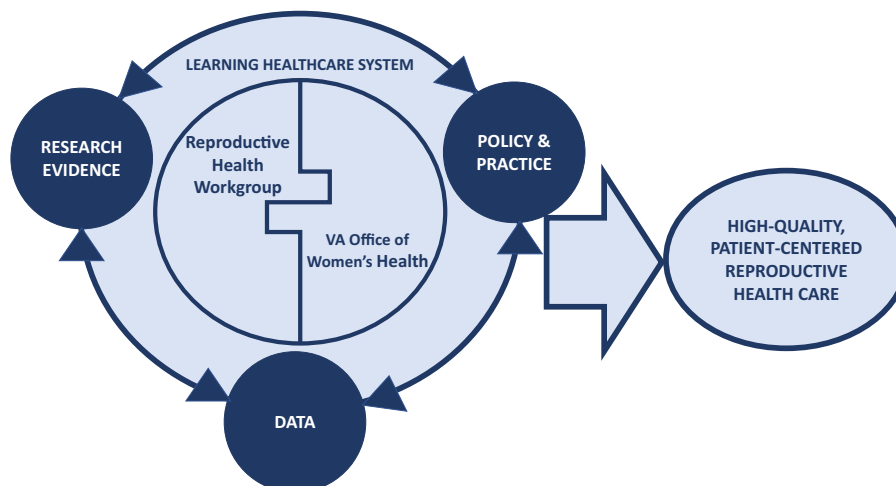 LEARNING HEALTHCARE SYSTEM
RESEARCH
EVIDENCE
Reproductive
Health
Workgroup
POLICY &
PRACTICE
VA Office of
Women's Health
HIGH-QUALITY,
PATIENT-CENTERED
REPRODUCTIVE
HEALTH CARE
DATA